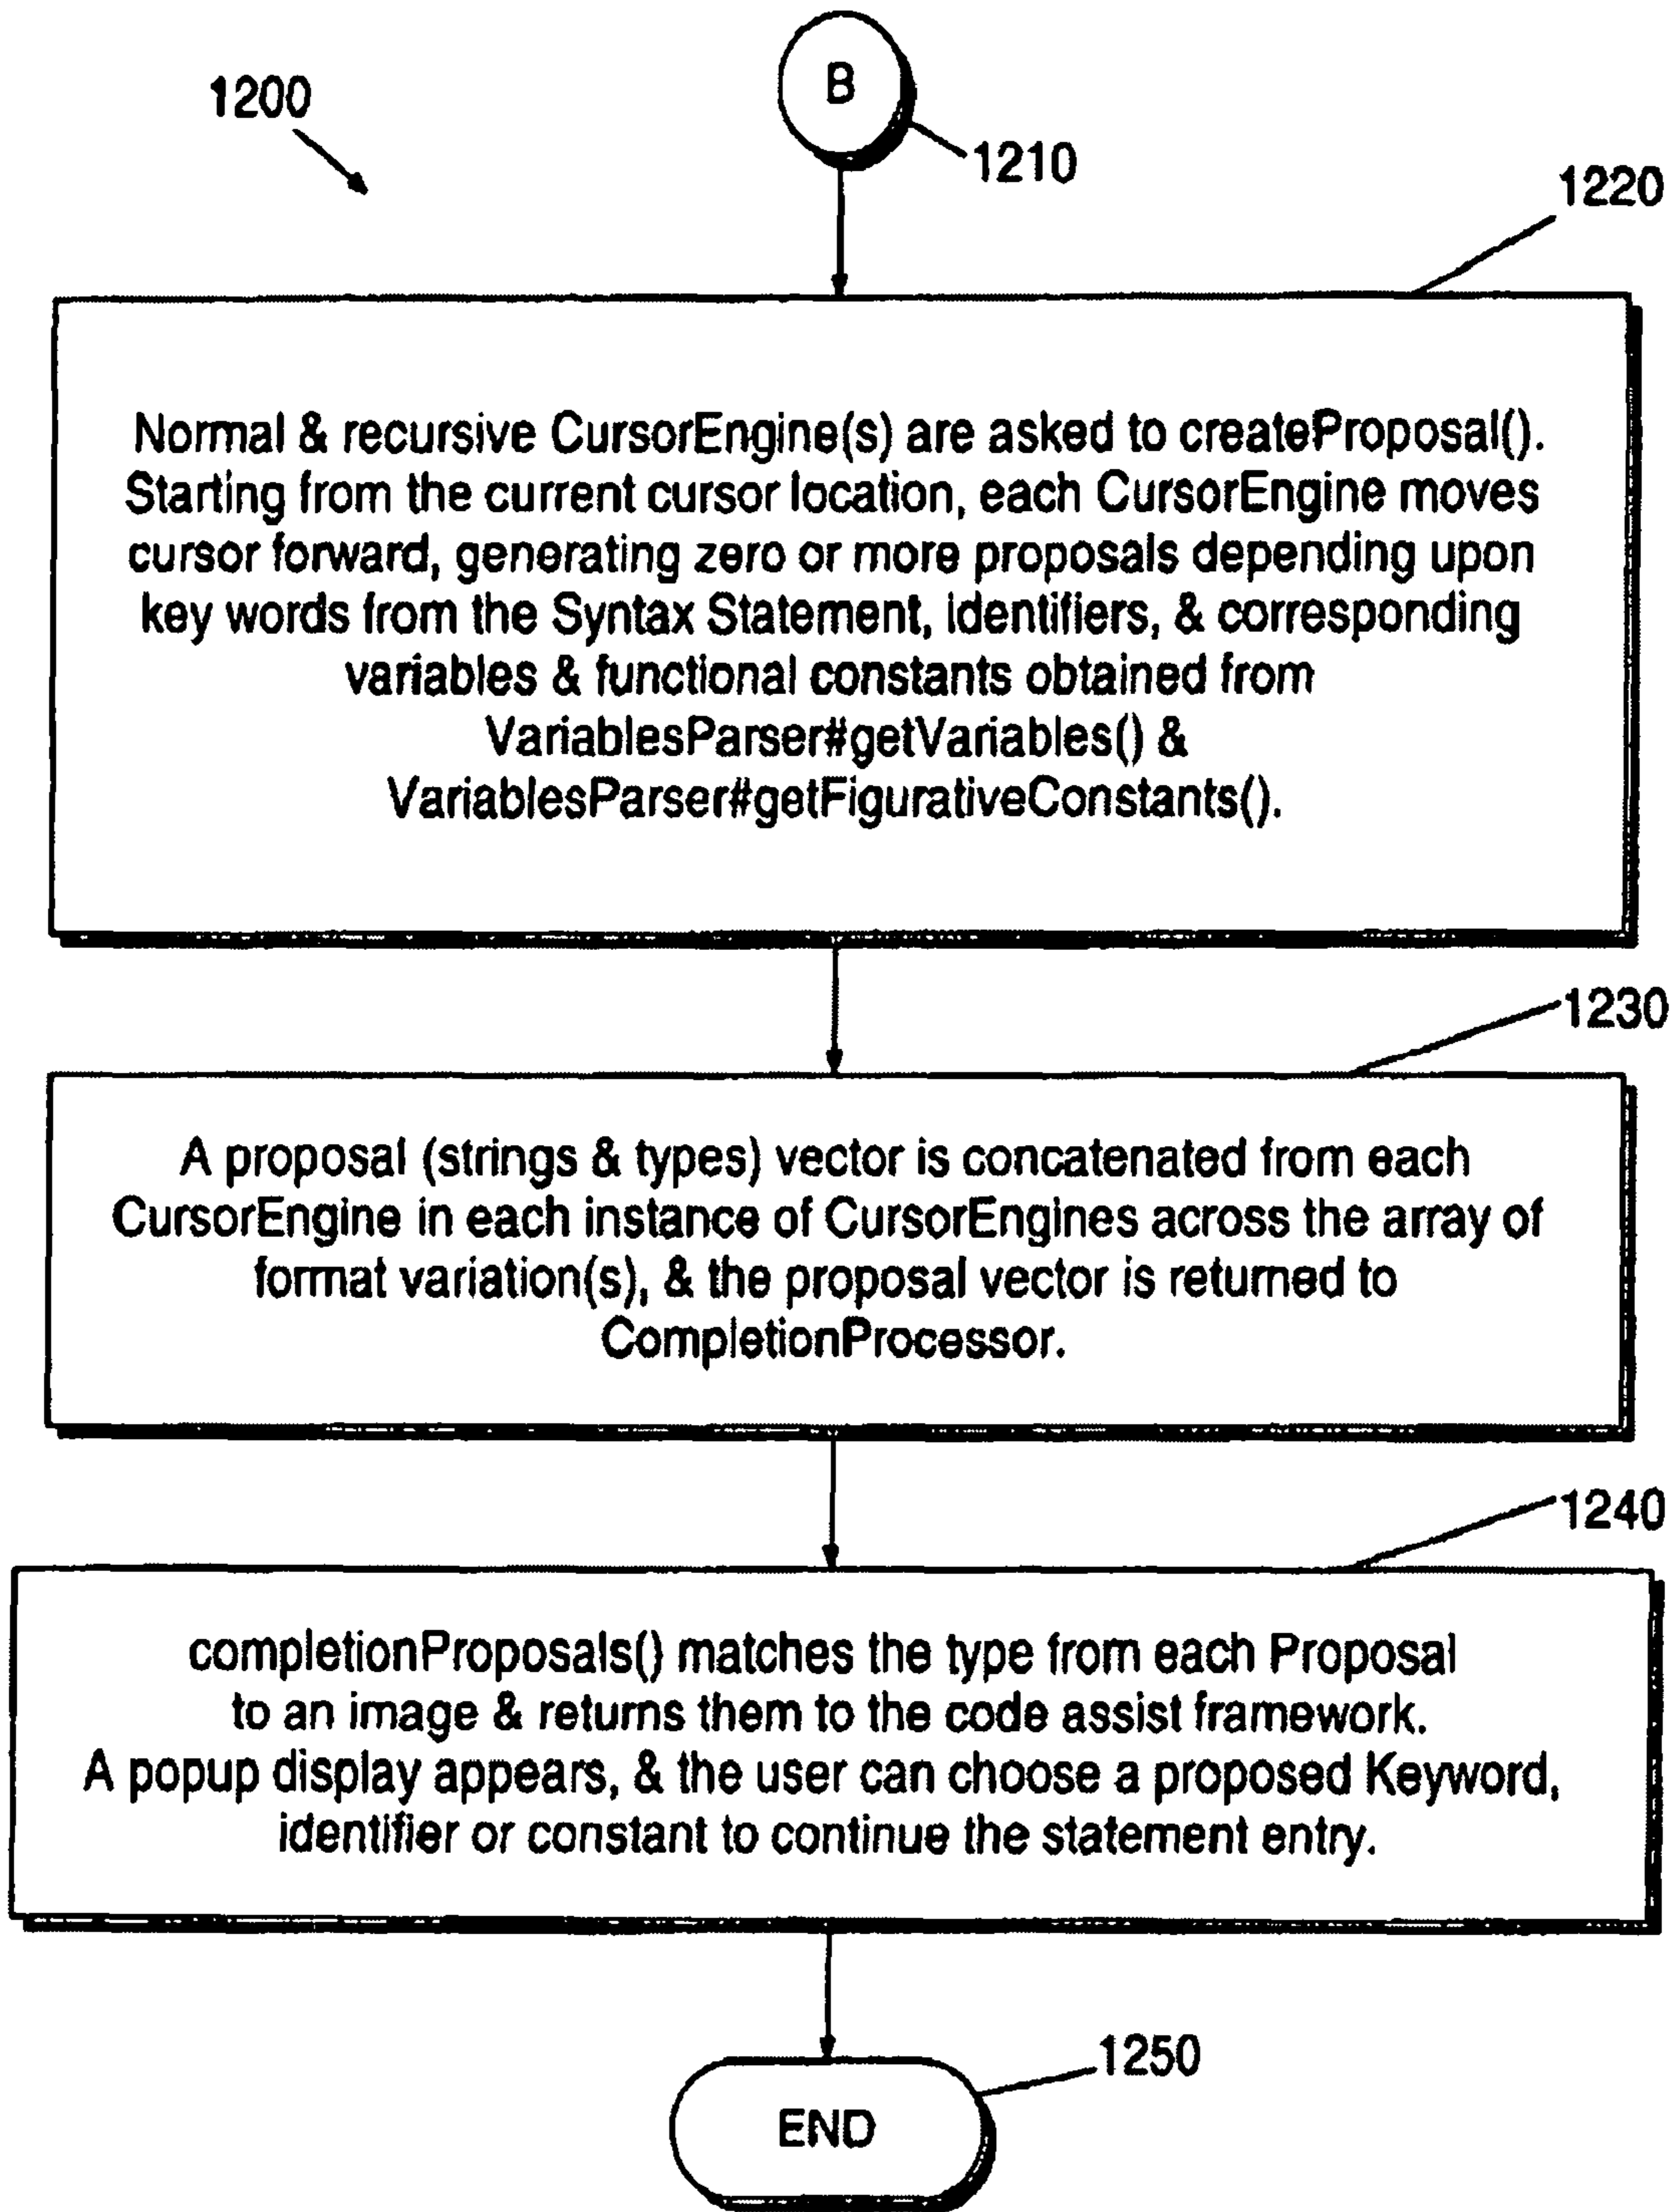 B
1200
1210
1220
Normal & recursive CursorEngine(s) are asked to createProposal().
Starting from the current cursor location, each CursorEngine moves
cursor forward, generating zero or more proposals depending upon
key words from the Syntax Statement, identifiers, & corresponding
variables & functional constants obtained from
VariablesParser#getVariables() &
VariablesParser#getFigurativeConstants().
1230
A proposal (strings & types) vector is concatenated from each
CursorEngine in each instance of CursorEngines across the array of
format variation(s), & the proposal vector is returned to
CompletionProcessor.
1240
completionProposals() matches the type from each Proposal
to an image & returns them to the code assist framework.
A popup display appears, & the user can choose a proposed Keyword,
identifier or constant to continue the statement entry.
1250
END